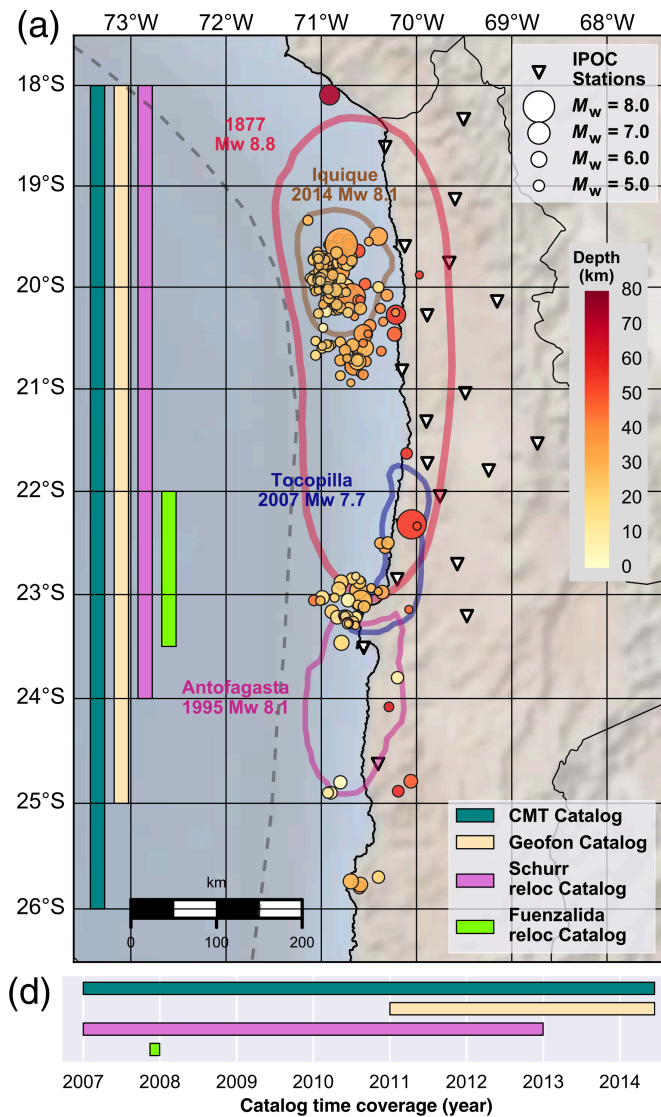 (a)
73°W 72°W 71°W 70°W 69°W 68°W
18°S
19°S
20°S
21°S
22°S
23°S
24°S
25°S
26°S
IPOC
Stations
Mw = 8.0
Mw = 7.0
Mw = 6.0
Mw = 5.0
1877
Mw 8.8
Iquique
2014 Mw 8.1
Depth
(km)
80
70
60
50
40
30
20
10
0
Tocopilla
2007 Mw 7.7
Antofagasta
1995 Mw 8.1
CMT Catalog
Geofon Catalog
Schurr
reloc Catalog
Fuenzalida
reloc Catalog
km
0 100 200
(d)
2007 2008 2009 2010 2011 2012 2013 2014
Catalog time coverage (year)